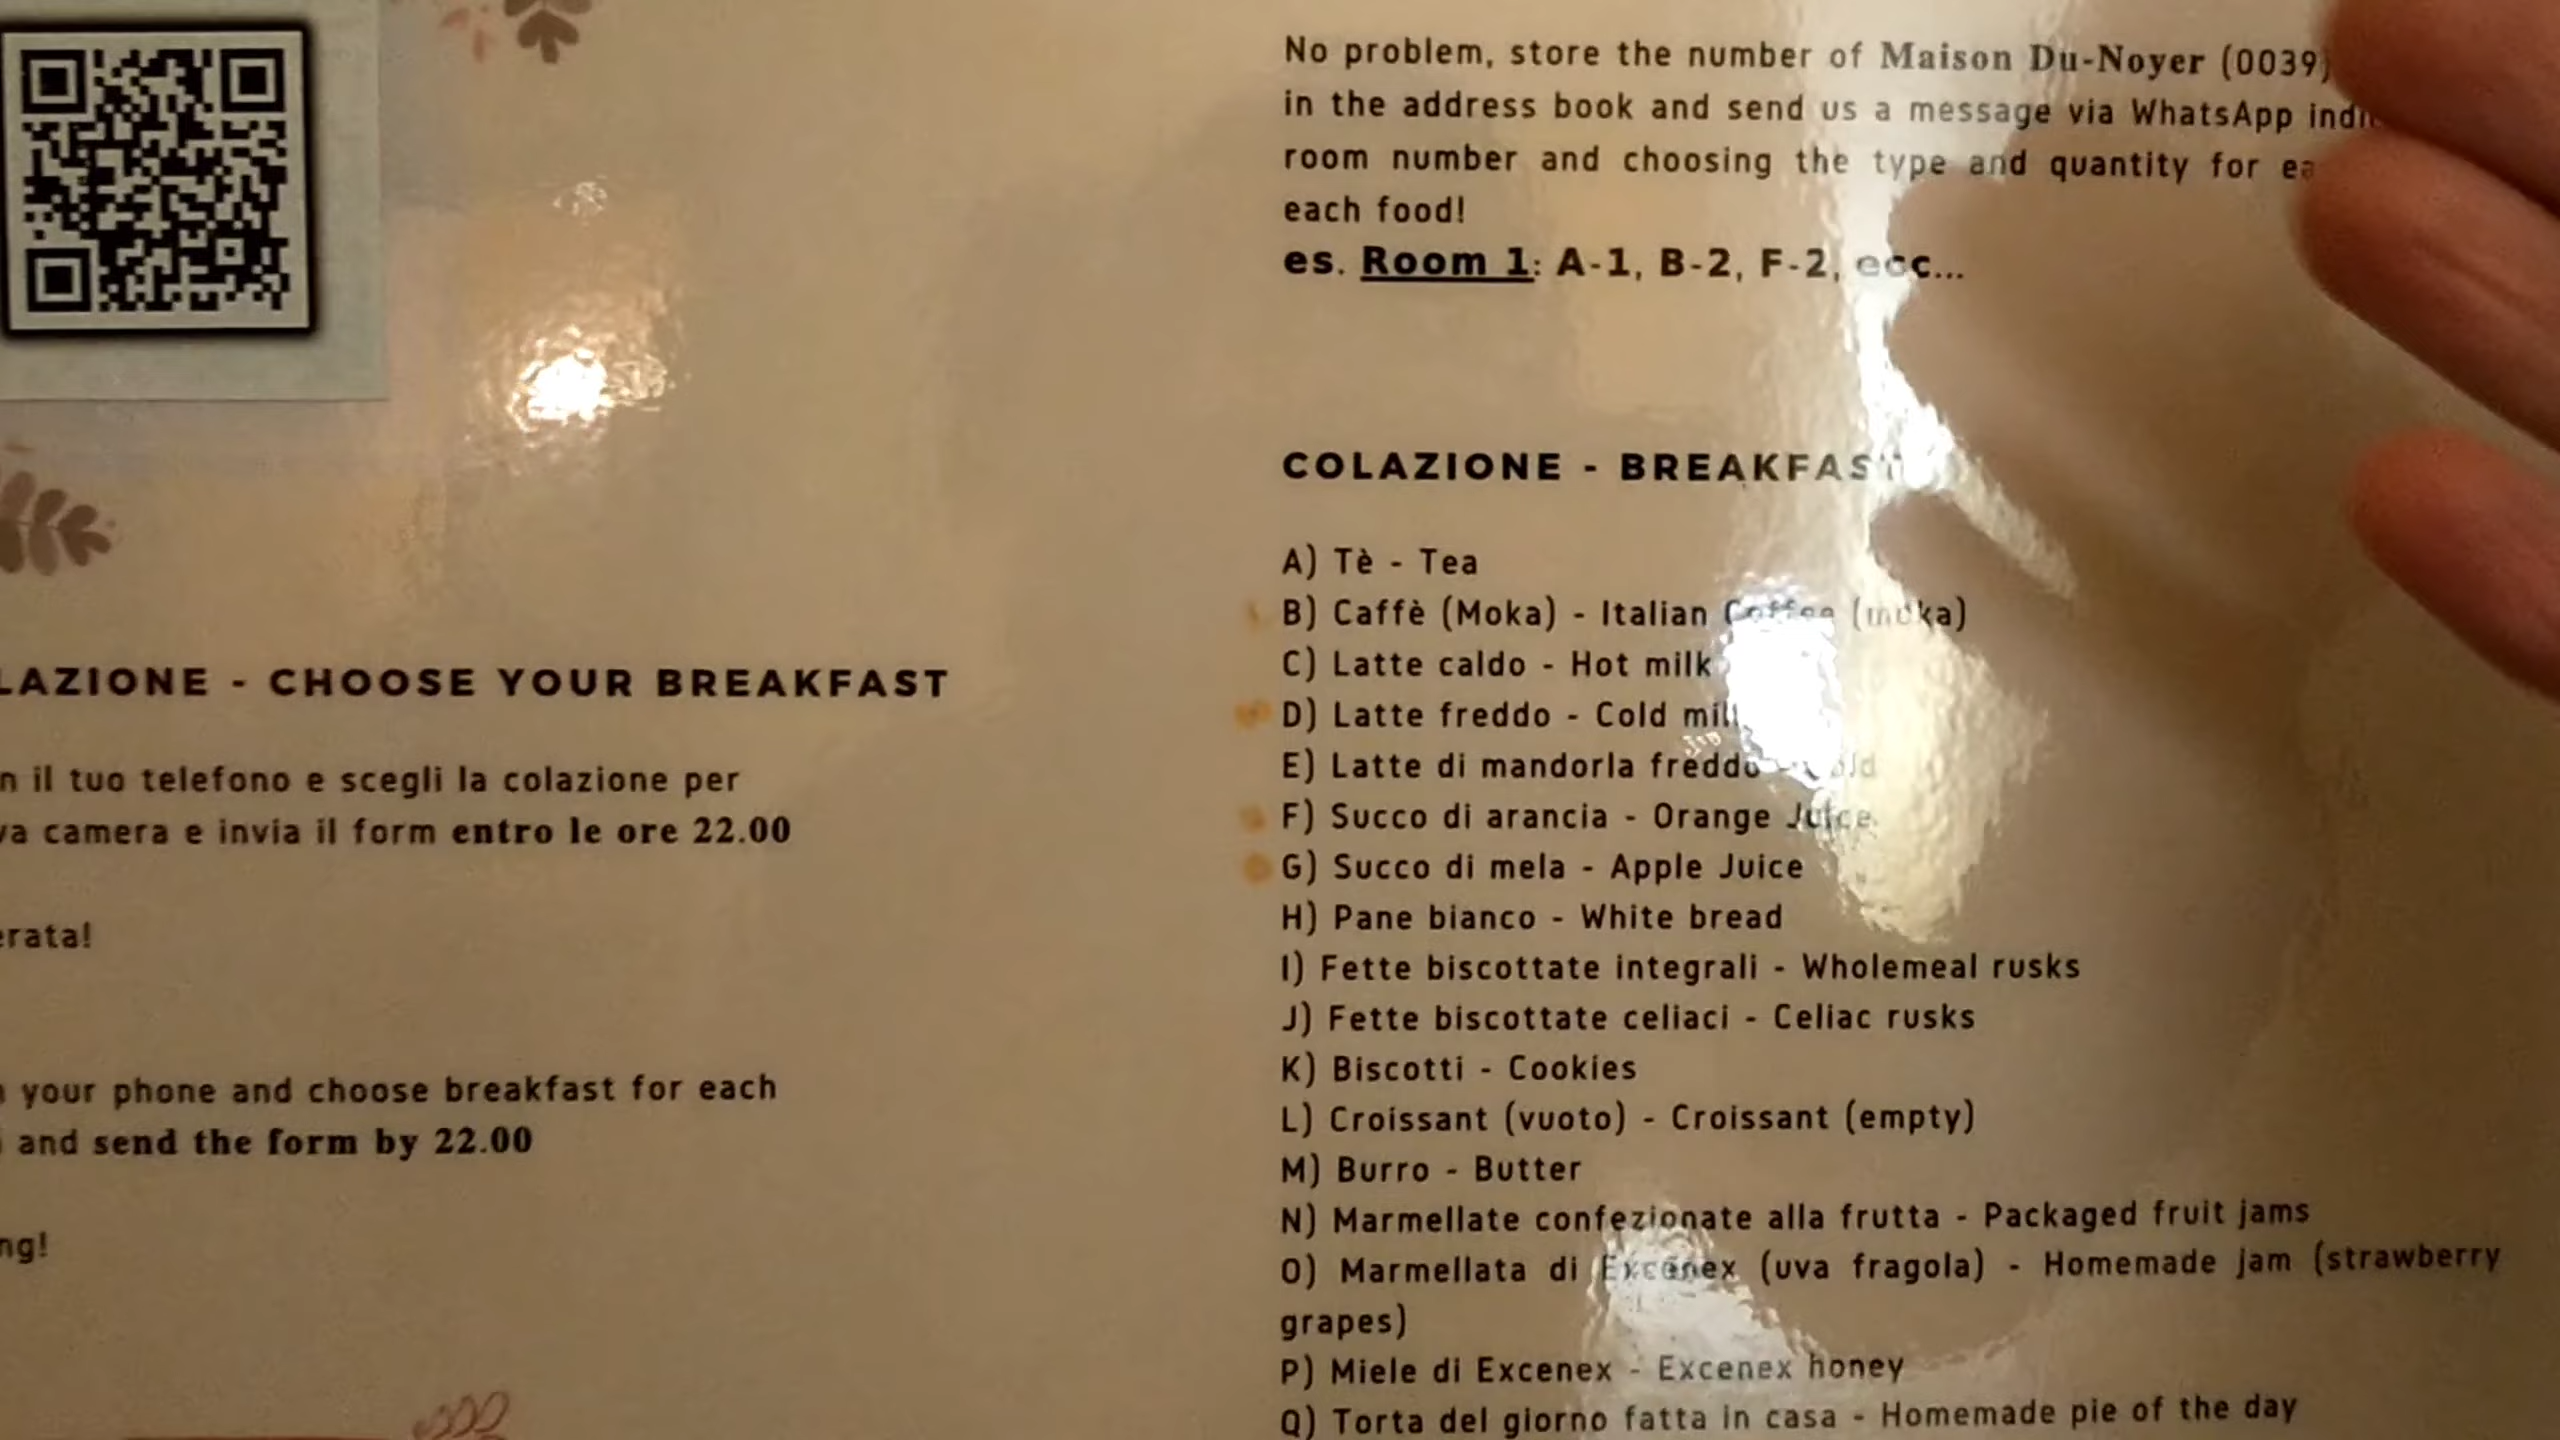 LAZIONE - CHOOSE YOUR BREAKFAST
n il tuo telefono e scegli la colazione per
va camera e invia il form entro le ore 22.00
erata!
your phone and choose breakfast for each
and send the form by 22.00
ng!
No problem, store the number of Maison Du-Noyer (0039)
in the address book and send us a message via WhatsApp indi
room number and choosing the type and quantity for ea
each food!
es. Room 1: A-1, B-2, F-2, ecc...
COLAZIONE - BREAKFAST
A) Tè - Tea
B) Caffè (Moka) - Italian Coffee (moka)
C) Latte caldo - Hot milk
D) Latte freddo - Cold milk
E) Latte di mandorla freddo -
F) Succo di arancia - Orange Juice
G) Succo di mela - Apple Juice
H) Pane bianco - White bread
I) Fette biscottate integrali - Wholemeal rusks
J) Fette biscottate celiaci - Celiac rusks
K) Biscotti - Cookies
L) Croissant (vuoto) - Croissant (empty)
M) Burro - Butter
N) Marmellate confezionate alla frutta - Packaged fruit jams
O) Marmellata di Excenex (uva fragola) - Homemade jam (strawberry
grapes)
P) Miele di Excenex - Excenex honey
Q) Torta del giorno fatta in casa - Homemade pie of the day